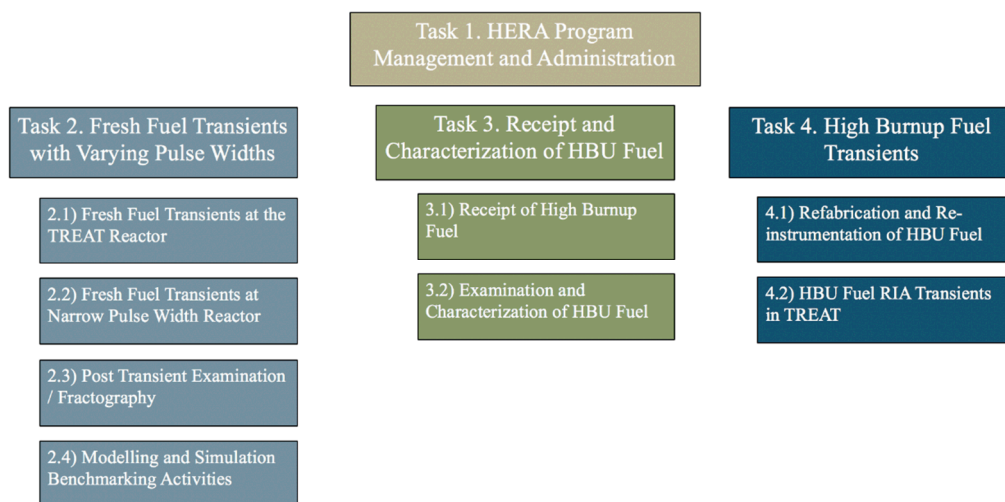 Task 1. HERA Program
Management and Administration
Task 2. Fresh Fuel Transients
with Varying Pulse Widths
2.1) Fresh Fuel Transients at the
TREAT Reactor
2.2) Fresh Fuel Transients at
Narrow Pulse Width Reactor
2.3) Post Transient Examination
/ Fractography
2.4) Modelling and Simulation
Benchmarking Activities
Task 3. Receipt and
Characterization of HBU Fuel
3.1) Receipt of High Burnup
Fuel
3.2) Examination and
Characterization of HBU Fuel
Task 4. High Burnup Fuel
Transients
4.1) Refabrication and Re-
instrumentation of HBU Fuel
4.2) HBU Fuel RIA Transients
in TREAT